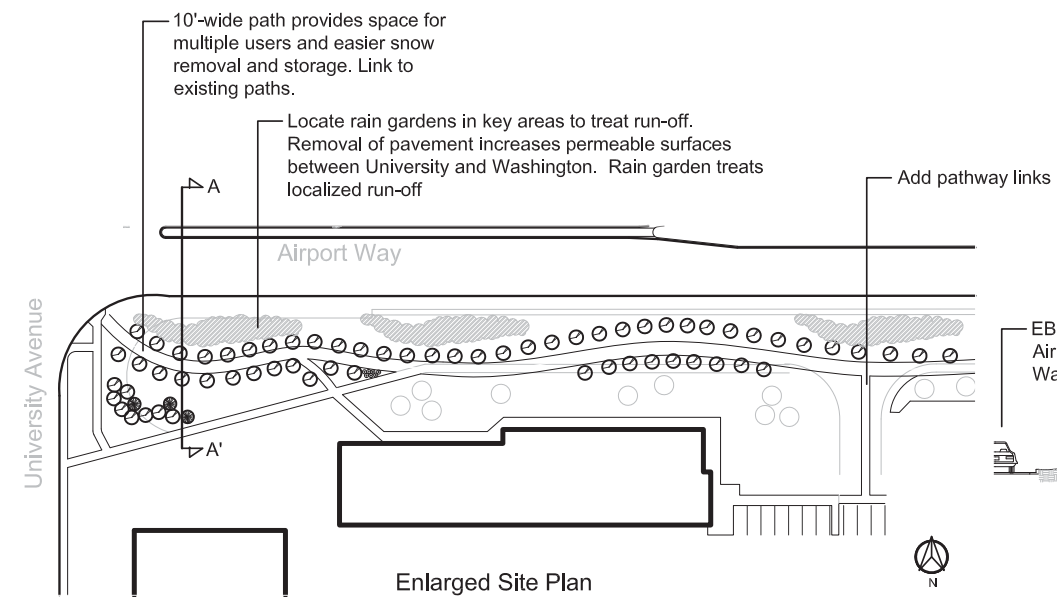 10'-wide path provides space for
multiple users and easier snow
removal and storage. Link to
existing paths.
Locate rain gardens in key areas to treat run-off.
Removal of pavement increases permeable surfaces
between University and Washington. Rain garden treats
localized run-off
A
Add pathway links
Airport Way
University Avenue
EB
Air
Wa
A'
Enlarged Site Plan
N